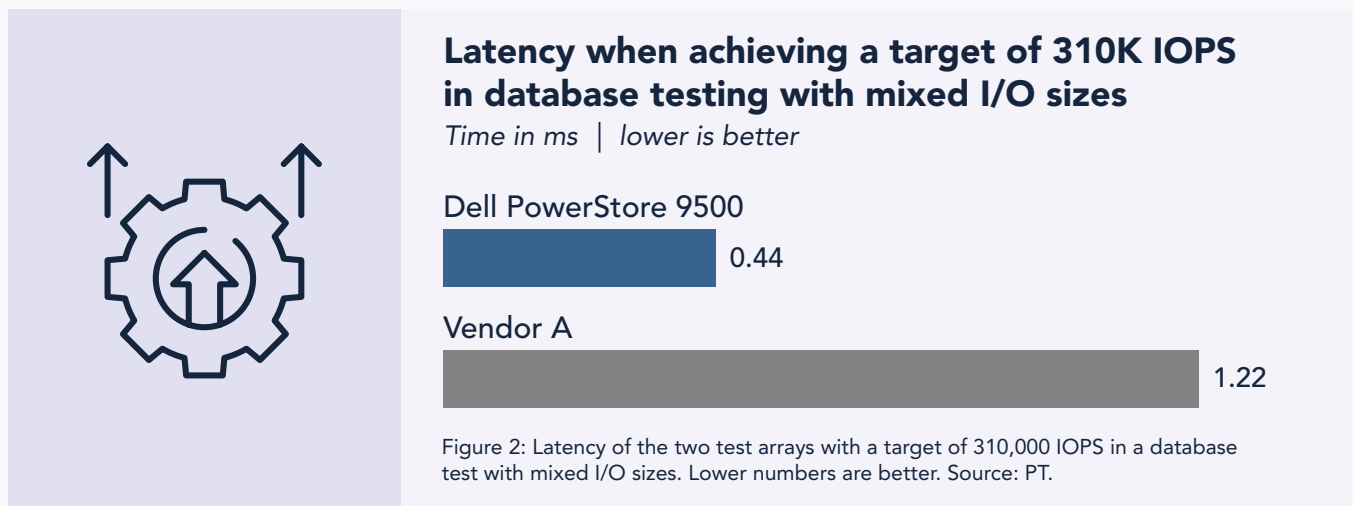 Latency when achieving a target of 310K IOPS
in database testing with mixed I/O sizes
Time in ms | lower is better
Dell PowerStore 9500
0.44
Vendor A
1.22
Figure 2: Latency of the two test arrays with a target of 310,000 IOPS in a database
test with mixed I/O sizes. Lower numbers are better. Source: PT.